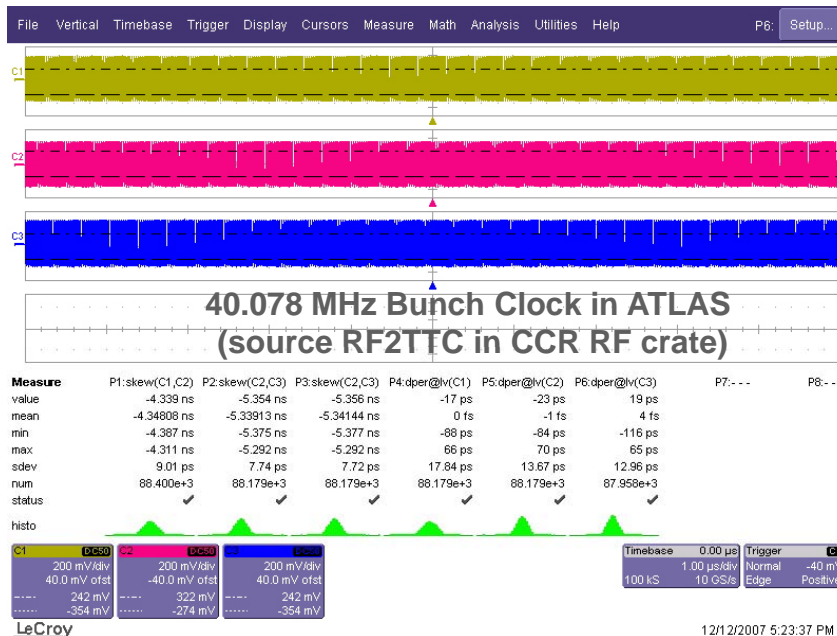 File Vertical Timebase Trigger Display Cursors Measure Math Analysis Utilities Help P6: Setup...
C1
C2
C3
40.078 MHz Bunch Clock in ATLAS
(source RF2TTC in CCR RF crate)
Measure P1:skew(C1,C2) P2:skew(C2,C3) P3:skew(C2,C3) P4:dper@lv(C1) P5:dper@lv(C2) P6:dper@lv(C3) P7:- - - P8:- -
value -4.339 ns -5.354 ns -5.356 ns -17 ps -23 ps 19 ps
mean -4.34808 ns -5.33913 ns -5.34144 ns 0 fs -1 fs 4 fs
min -4.387 ns -5.375 ns -5.377 ns -88 ps -84 ps -116 ps
max -4.311 ns -5.292 ns -5.292 ns 66 ps 70 ps 65 ps
sdev 9.01 ps 7.74 ps 7.72 ps 17.84 ps 13.67 ps 12.96 ps
num 88.400e+3 88.179e+3 88.179e+3 88.179e+3 88.179e+3 87.958e+3
status
histo
C1 DC50 C2 DC50 C3 DC50 Timebase 0.00 µs Trigger C
200 mV/div 200 mV/div 200 mV/div 1.00 µs/div Normal -40 mV
40.0 mV ofst -40.0 mV ofst 40.0 mV ofst 100 kS 10 GS/s Edge Positive
242 mV 322 mV 242 mV
-354 mV -274 mV -354 mV
LeCroy 12/12/2007 5:23:37 PM